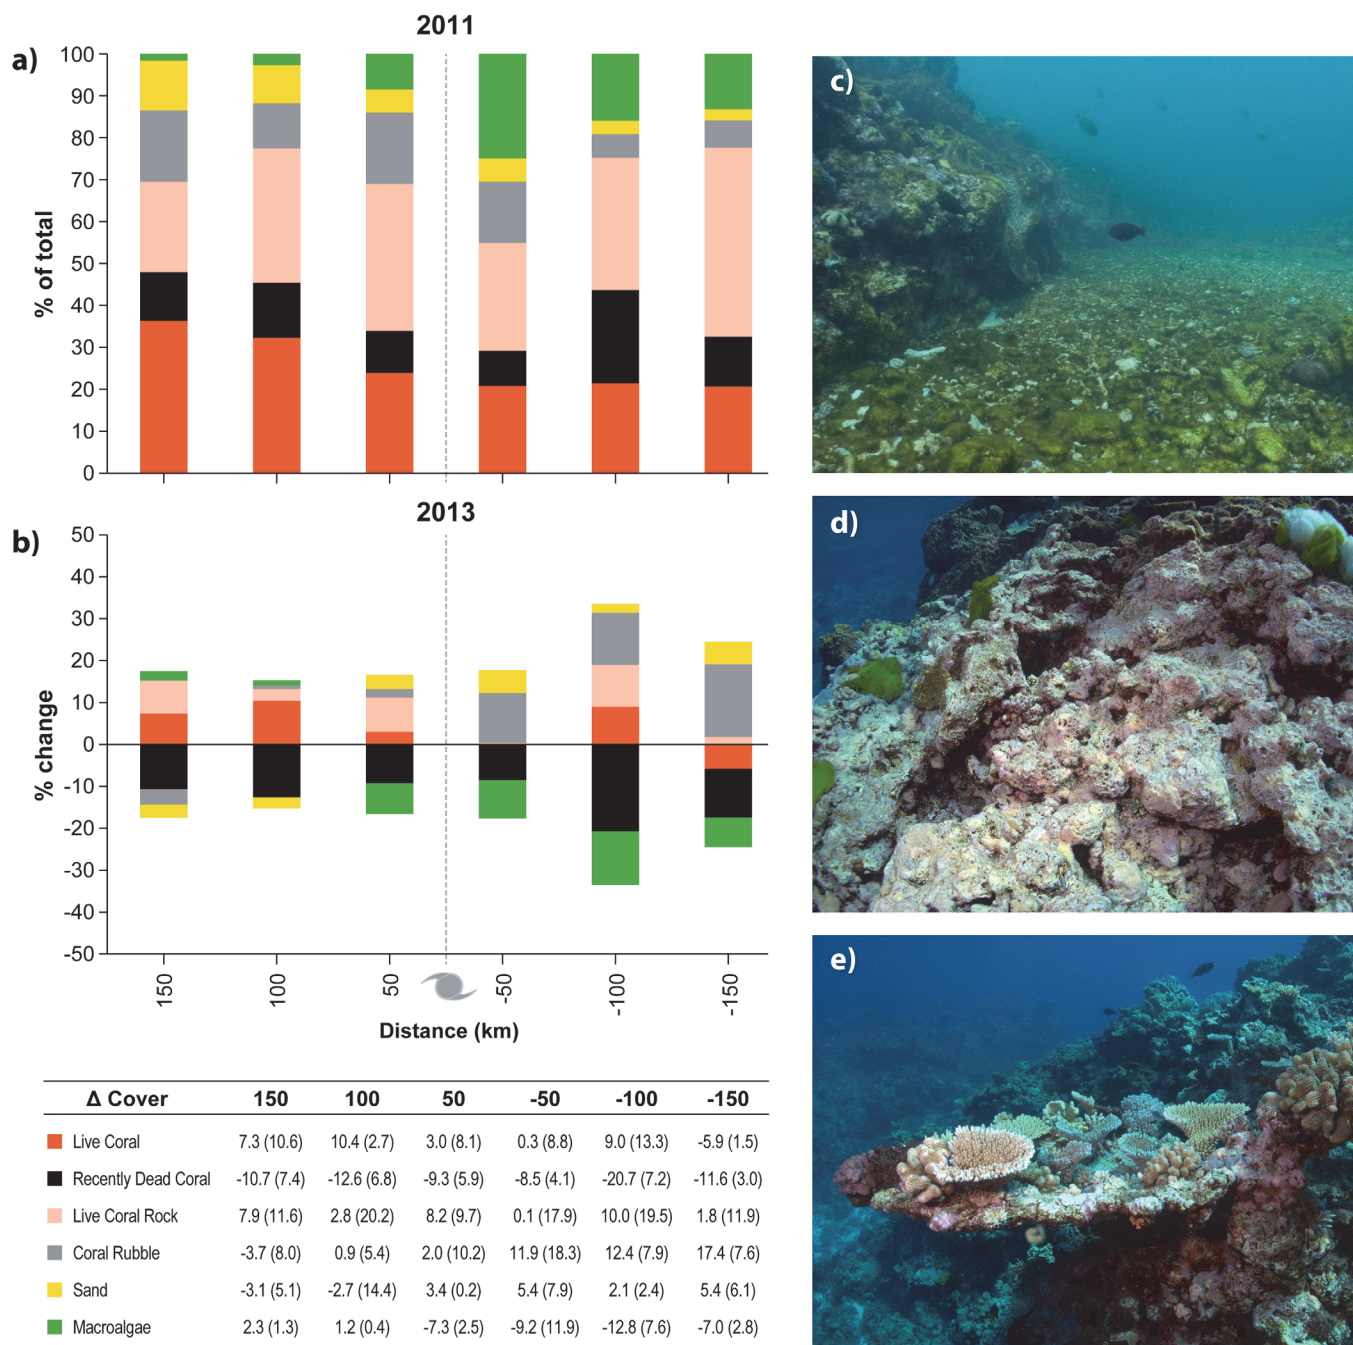 2011
a)
100
90
80
70
60
50
40
30
20
10
0
% of total
2013
b)
50
40
30
20
10
0
-10
-20
-30
-40
-50
% change
150 100 50 -50 -100 -150
Distance (km)
Δ Cover 150 100 50 -50 -100 -150
Live Coral 7.3 (10.6) 10.4 (2.7) 3.0 (8.1) 0.3 (8.8) 9.0 (13.3) -5.9 (1.5)
Recently Dead Coral -10.7 (7.4) -12.6 (6.8) -9.3 (5.9) -8.5 (4.1) -20.7 (7.2) -11.6 (3.0)
Live Coral Rock 7.9 (11.6) 2.8 (20.2) 8.2 (9.7) 0.1 (17.9) 10.0 (19.5) 1.8 (11.9)
Coral Rubble -3.7 (8.0) 0.9 (5.4) 2.0 (10.2) 11.9 (18.3) 12.4 (7.9) 17.4 (7.6)
Sand -3.1 (5.1) -2.7 (14.4) 3.4 (0.2) 5.4 (7.9) 2.1 (2.4) 5.4 (6.1)
Macroalgae 2.3 (1.3) 1.2 (0.4) -7.3 (2.5) -9.2 (11.9) -12.8 (7.6) -7.0 (2.8)
c)
d)
e)